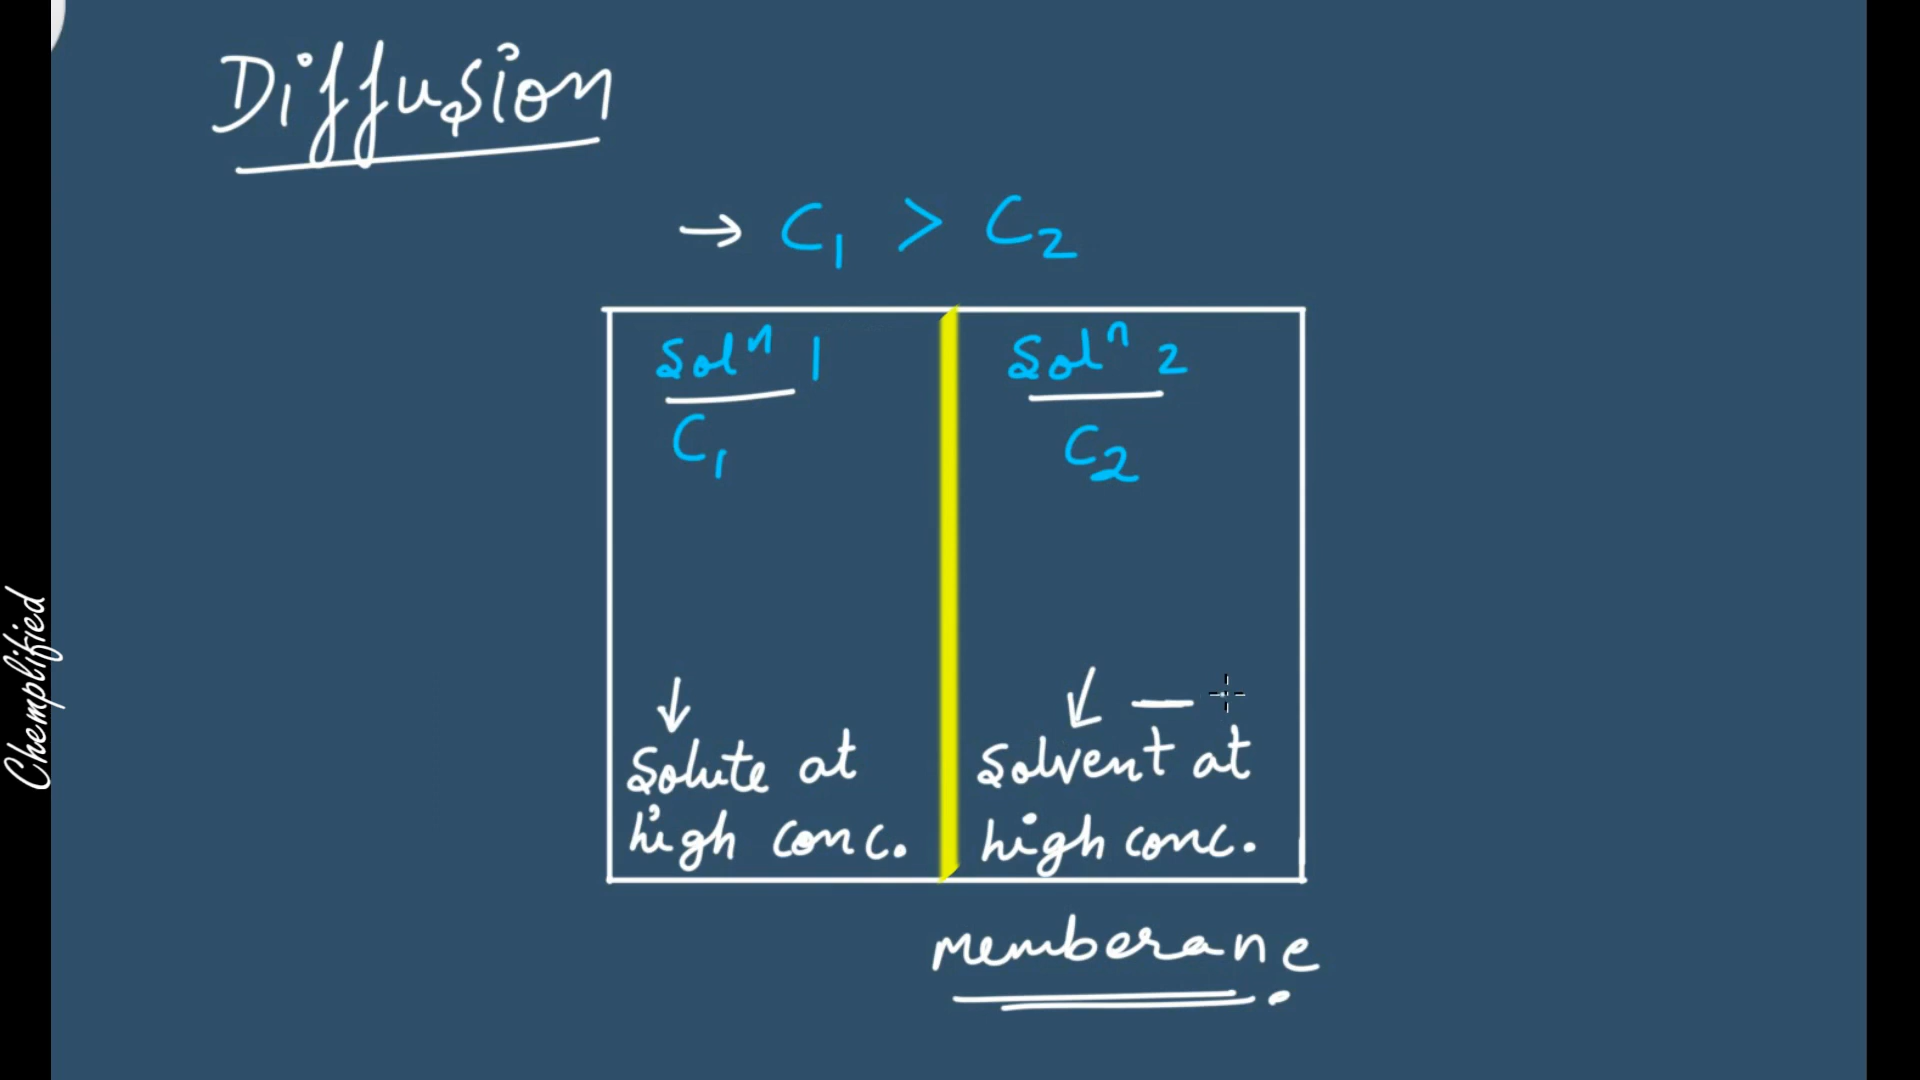 Diffusion
→ C₁ > C₂
Solⁿ 1
C₁
Solⁿ 2
C₂
Solute at
high conc.
Solvent at
high conc.
memberane
Chemplified